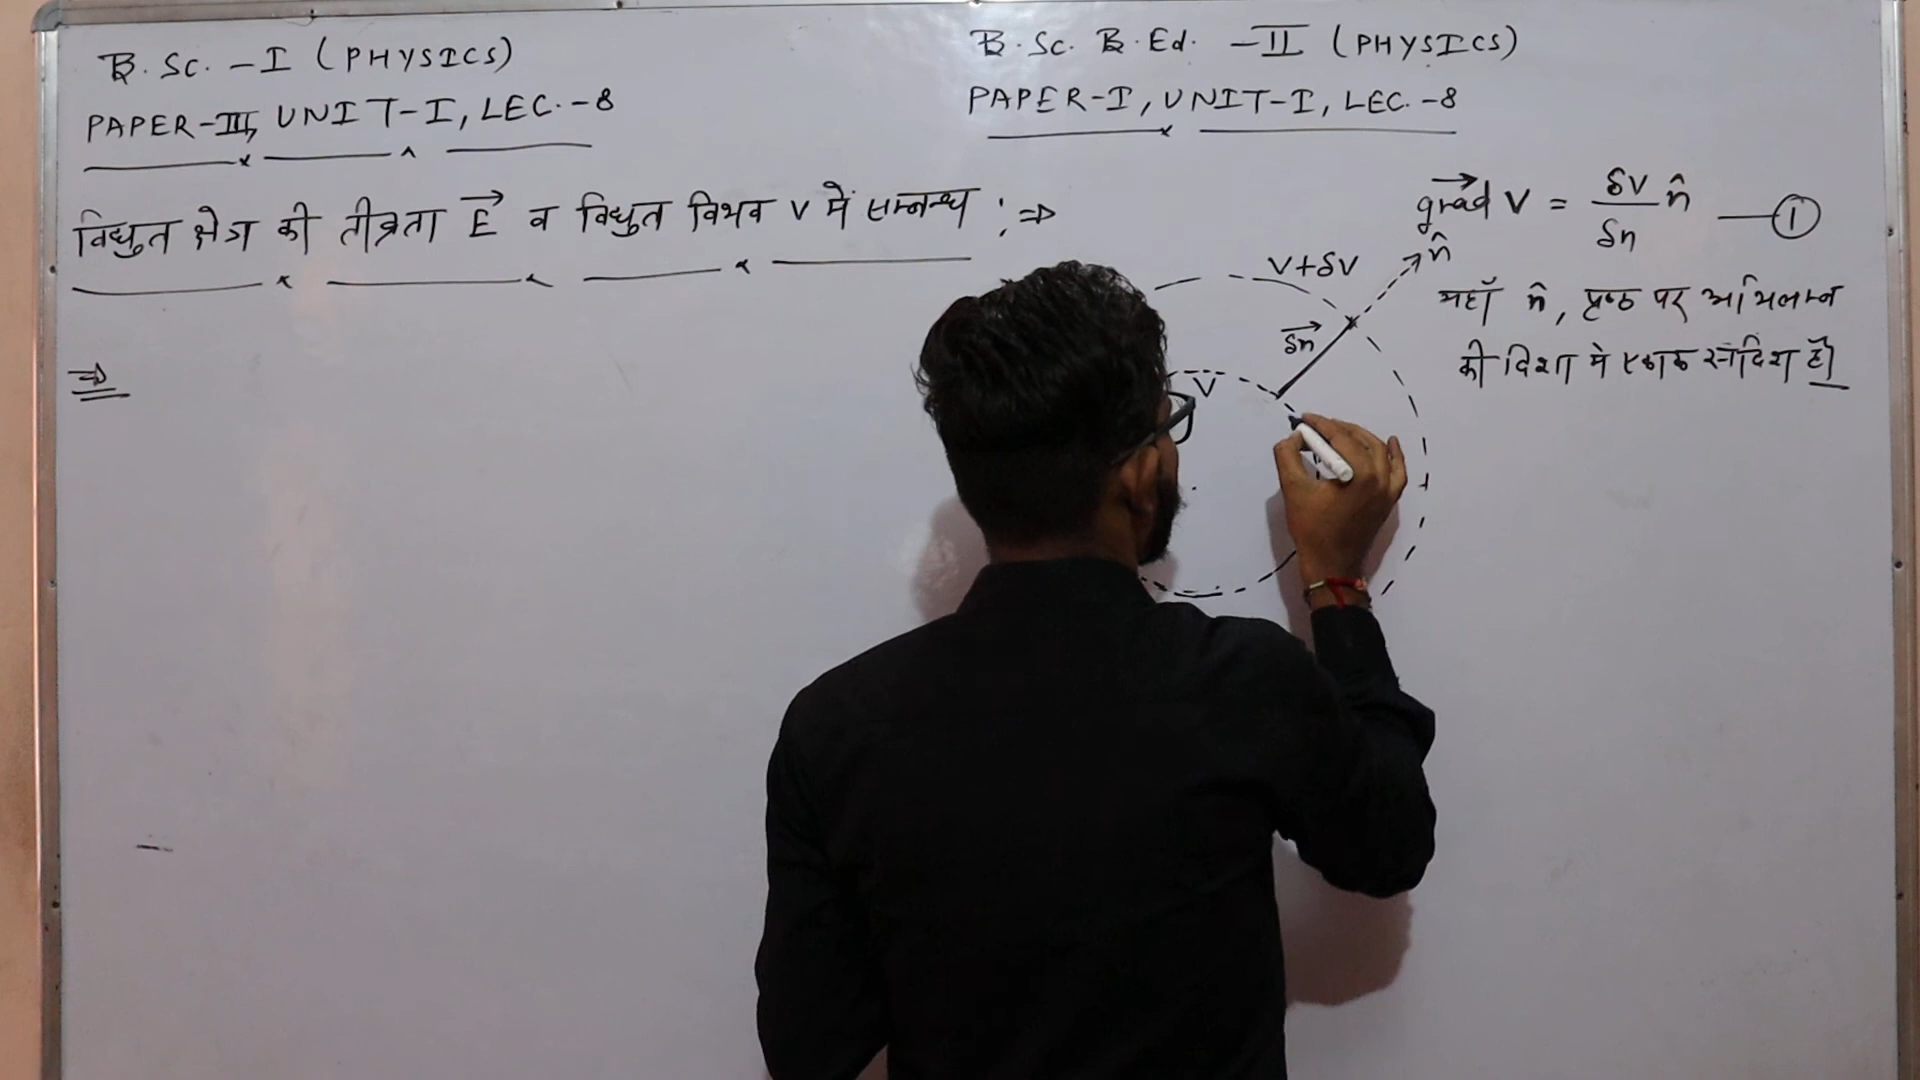 B.Sc. -I (PHYSICS)
PAPER-III, UNIT-I, LEC.-8
B.Sc. B.Ed. -II (PHYSICS)
PAPER-I, UNIT-I, LEC.-8
विधुत क्षेत्र की तीव्रता E⃗ व विधुत विभव V में सम्बन्ध :⇒
⇒
grad⃗ V = δV/δn n̂ —①
यहाँ n̂, पृष्ठ पर अभिलम्ब
की दिशा में एकांक सदिश है।
V+δV
n̂
δn⃗
V